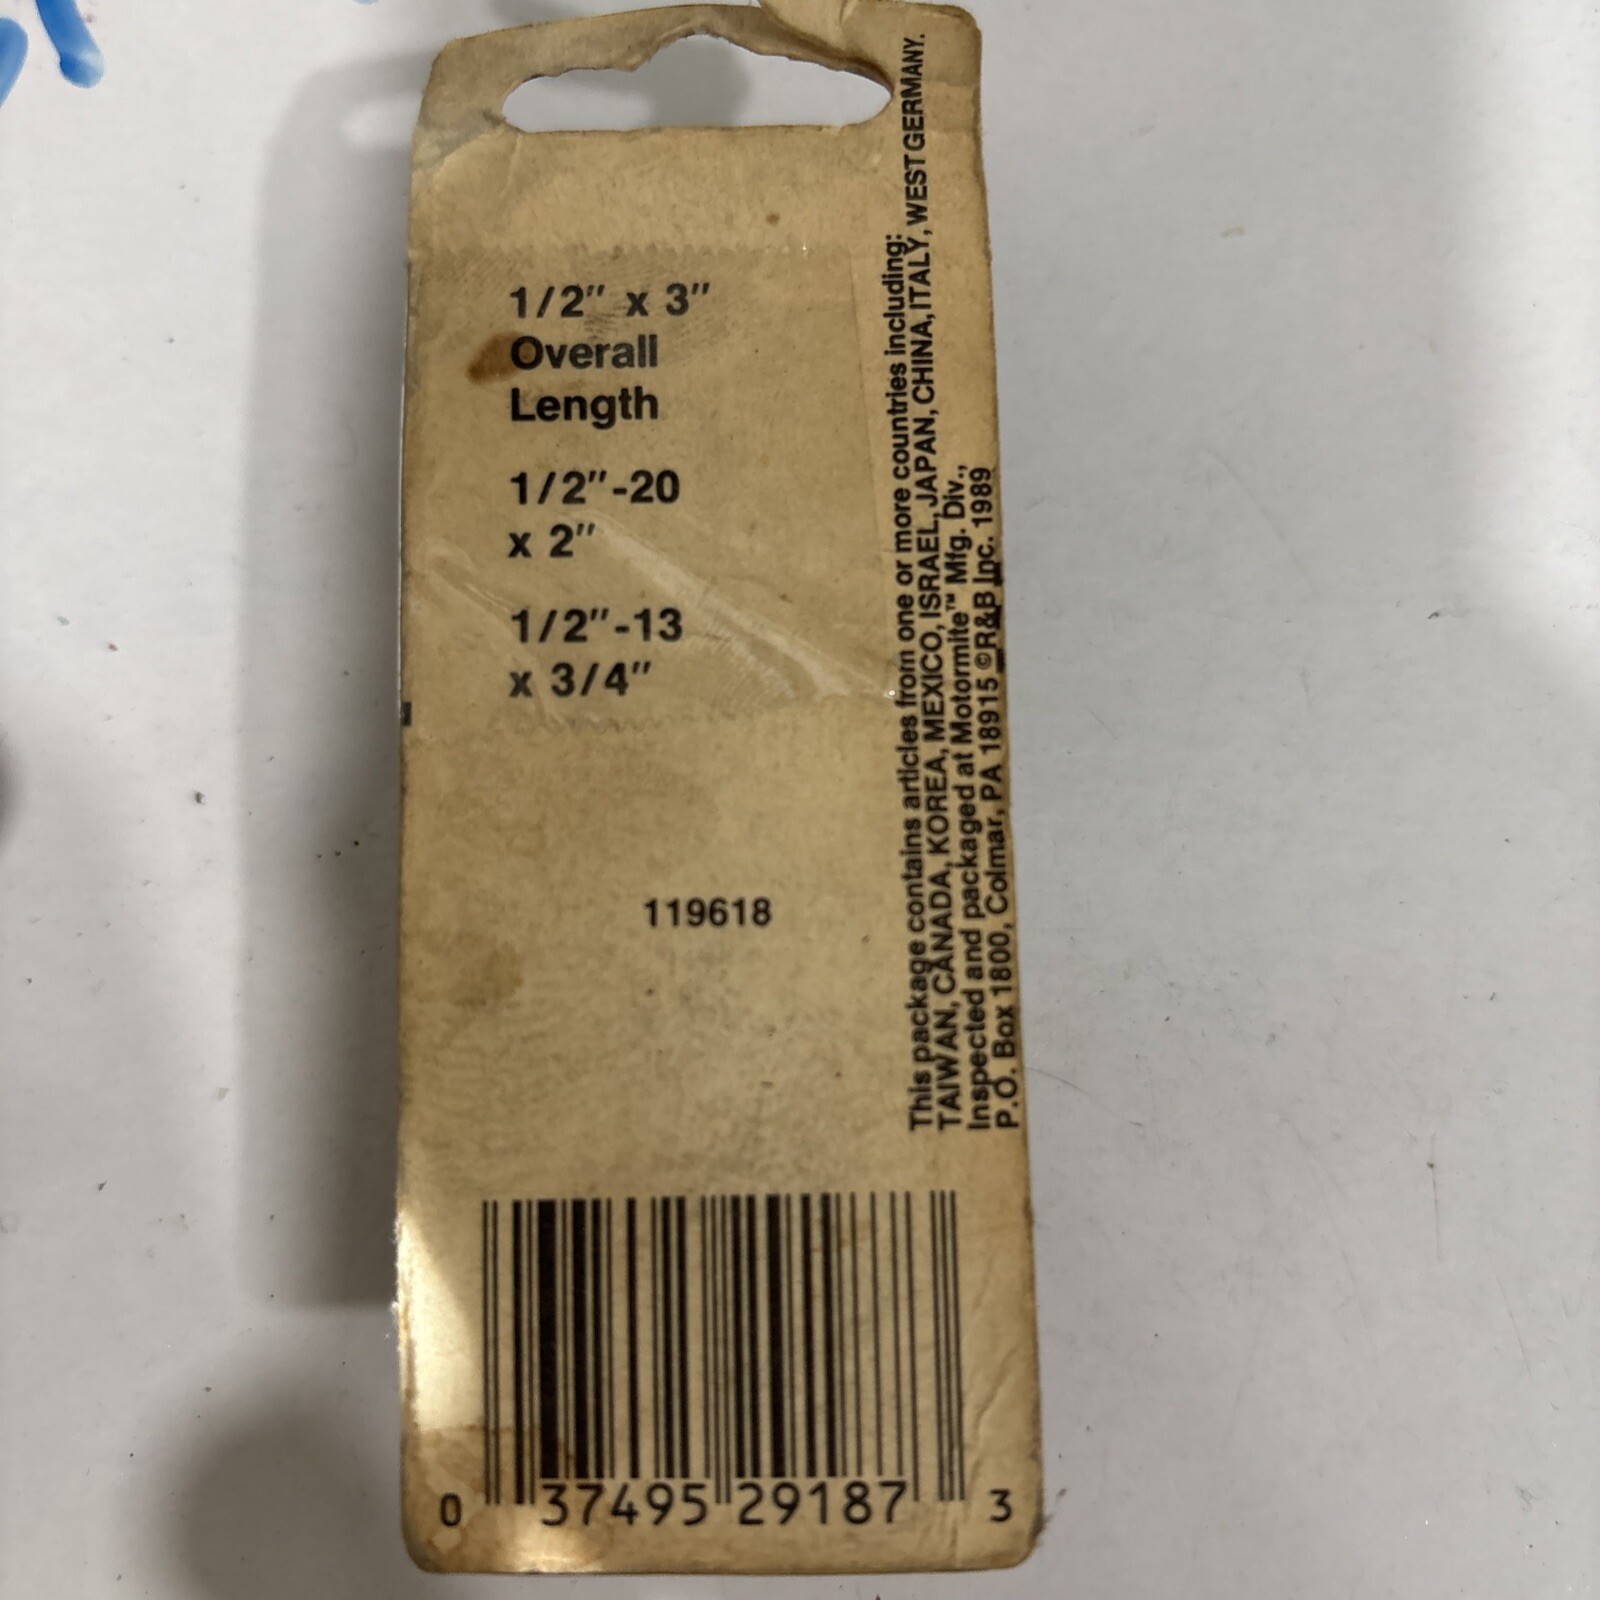 1/2" x 3"
Overall
Length
1/2"-20
x 2"
1/2"-13
x 3/4"
119618
This package contains articles from one or more countries including:
TAIWAN, CANADA, KOREA, MEXICO, ISRAEL, JAPAN, CHINA, ITALY, WEST GERMANY.
Inspected and packaged at Motormite™ Mfg. Div.,
P.O. Box 1800, Colmar, PA 18915 ©R&B Inc. 1989
0 37495 29187 3